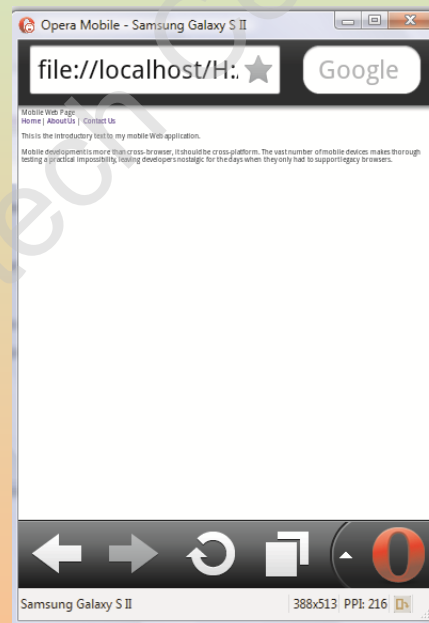 Opera Mobile - Samsung Galaxy S II
file://localhost/H:
Google
Mobile Web Page
Home | About Us | Contact Us
This is the introductory text to my mobile Web application.
Mobile development is more than cross-browser, it should be cross-platform. The vast number of mobile devices makes thorough
testing a practical impossibility, leaving developers nostalgic for the days when they only had to support legacy browsers.
Samsung Galaxy S II
388x513 PPI: 216